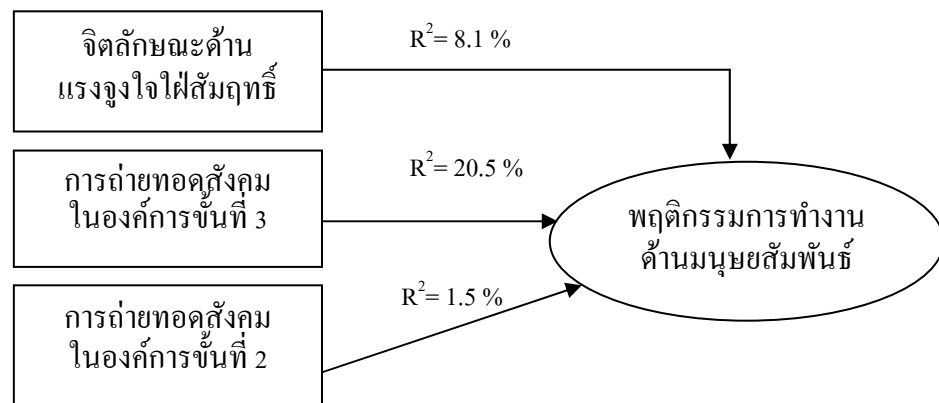 จิตลักษณะด้าน
แรงจูงใจใฝ่สัมฤทธิ์
R²= 8.1 %
การถ่ายทอดสังคม
ในองค์การขั้นที่ 3
R²= 20.5 %
พฤติกรรมการทำงาน
ด้านมนุษยสัมพันธ์
การถ่ายทอดสังคม
ในองค์การขั้นที่ 2
R²= 1.5 %